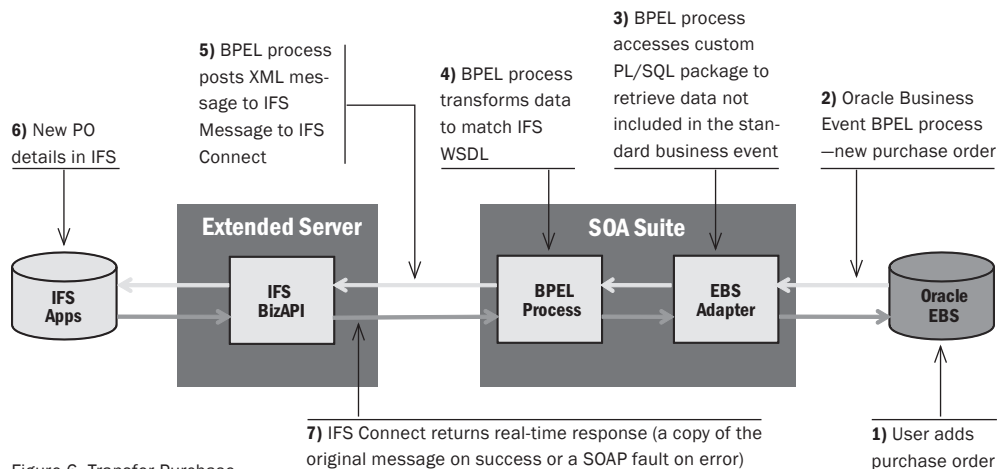 3) BPEL process
accesses custom
PL/SQL package to
retrieve data not
included in the stan-
dard business event
5) BPEL process
posts XML mes-
sage to IFS
Message to IFS
Connect
4) BPEL process
transforms data
to match IFS
WSDL
2) Oracle Business
Event BPEL process
—new purchase order
6) New PO
details in IFS
Extended Server
SOA Suite
IFS
Apps
IFS
BizAPI
BPEL
Process
EBS
Adapter
Oracle
EBS
7) IFS Connect returns real-time response (a copy of the
original message on success or a SOAP fault on error)
1) User adds
purchase order
Figure 6. Transfer Purchase